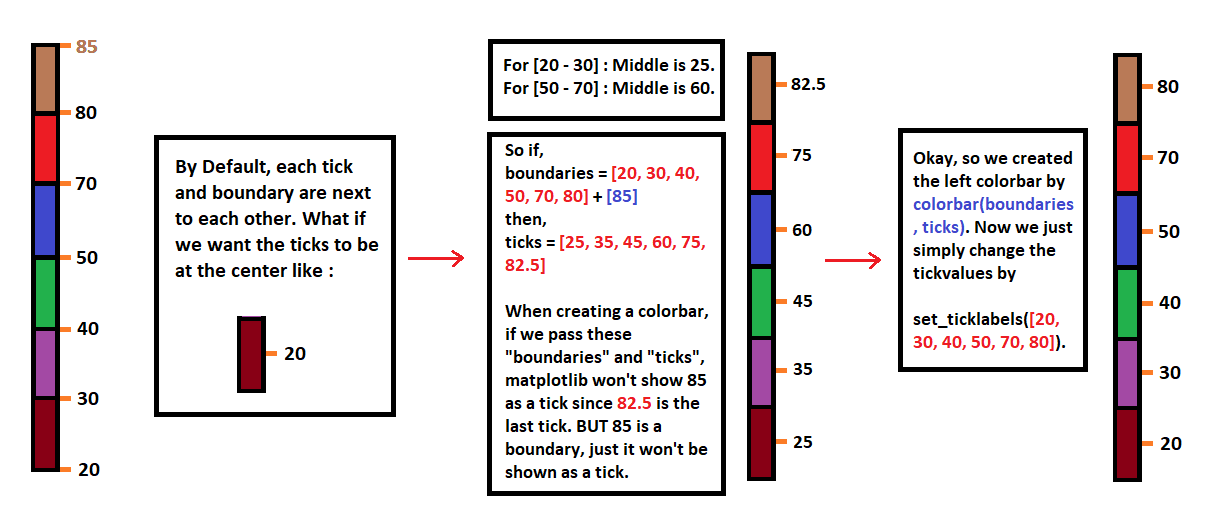 85
80
70
50
40
30
20
By Default, each tick
and boundary are next
to each other. What if
we want the ticks to be
at the center like :
20
For [20 - 30] : Middle is 25.
For [50 - 70] : Middle is 60.
So if,
boundaries = [20, 30, 40,
50, 70, 80] + [85]
then,
ticks = [25, 35, 45, 60, 75,
82.5]
When creating a colorbar,
if we pass these
"boundaries" and "ticks",
matplotlib won't show 85
as a tick since 82.5 is the
last tick. BUT 85 is a
boundary, just it won't be
shown as a tick.
82.5
75
60
45
35
25
Okay, so we created
the left colorbar by
colorbar(boundaries
, ticks). Now we just
simply change the
tickvalues by
set_ticklabels([20,
30, 40, 50, 70, 80]).
80
70
50
40
30
20